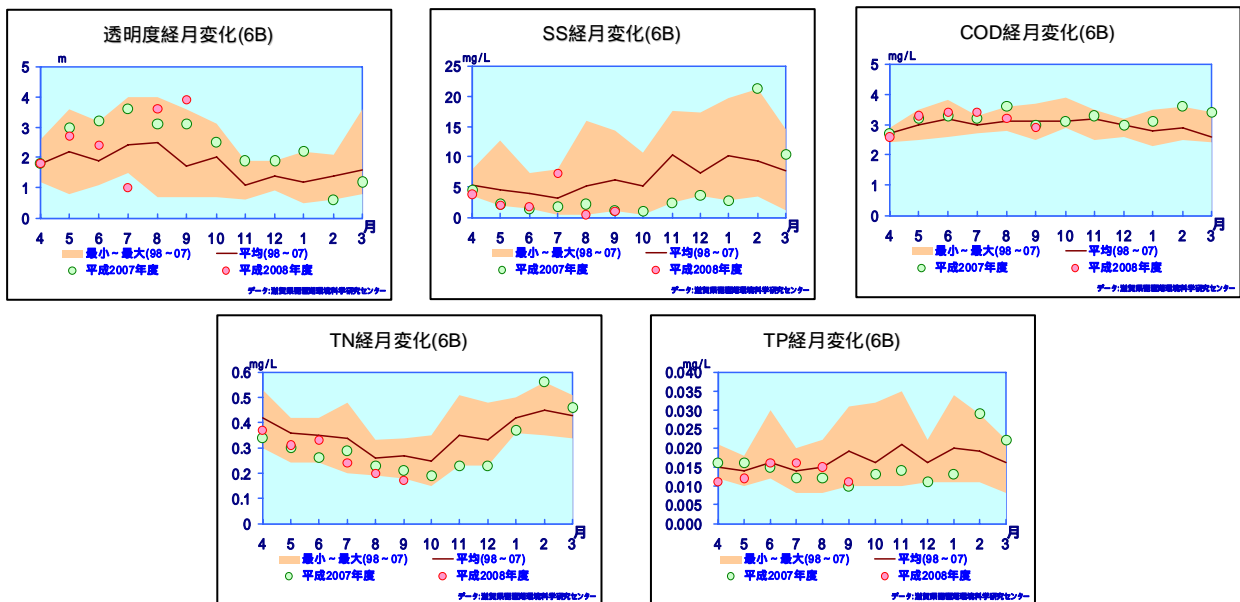 透明度経月変化(6B)
m
5
4
3
2
1
0
4 5 6 7 8 9 10 11 12 1 2 3 月
最小～最大(98～07) 平均(98～07)
平成2007年度 平成2008年度
SS経月変化(6B)
mg/L
25
20
15
10
5
0
4 5 6 7 8 9 10 11 12 1 2 3 月
最小～最大(98～07) 平均(98～07)
平成2007年度 平成2008年度
COD経月変化(6B)
mg/L
5
4
3
2
1
0
4 5 6 7 8 9 10 11 12 1 2 3 月
最小～最大(98～07) 平均(98～07)
平成2007年度 平成2008年度
TN経月変化(6B)
mg/L
0.6
0.5
0.4
0.3
0.2
0.1
0
4 5 6 7 8 9 10 11 12 1 2 3 月
最小～最大(98～07) 平均(98～07)
平成2007年度 平成2008年度
TP経月変化(6B)
mg/L
0.040
0.035
0.030
0.025
0.020
0.015
0.010
0.005
0.000
4 5 6 7 8 9 10 11 12 1 2 3 月
最小～最大(98～07) 平均(98～07)
平成2007年度 平成2008年度